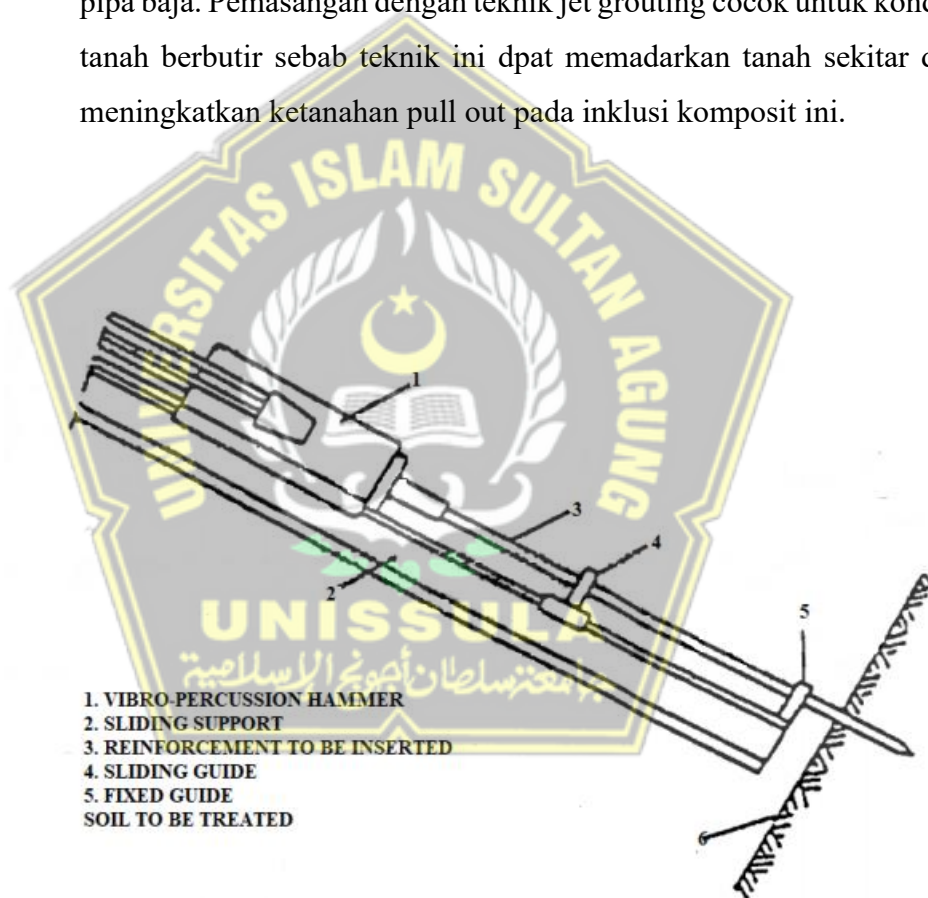 pipa baja. Pemasangan dengan teknik jet grouting cocok untuk
tanah berbutir sebab teknik ini dpat memadarkan tanah sekitar
meningkatkan ketanahan pull out pada inklusi komposit ini.
UNIVERSITAS ISLAM SULTAN AGUNG
1
3
4
2
5
UNISSULA
جامعتنسلطان أجونج الإسلامية
1. VIBRO-PERCUSSION HAMMER
2. SLIDING SUPPORT
3. REINFORCEMENT TO BE INSERTED
4. SLIDING GUIDE
5. FIXED GUIDE
SOIL TO BE TREATED
6